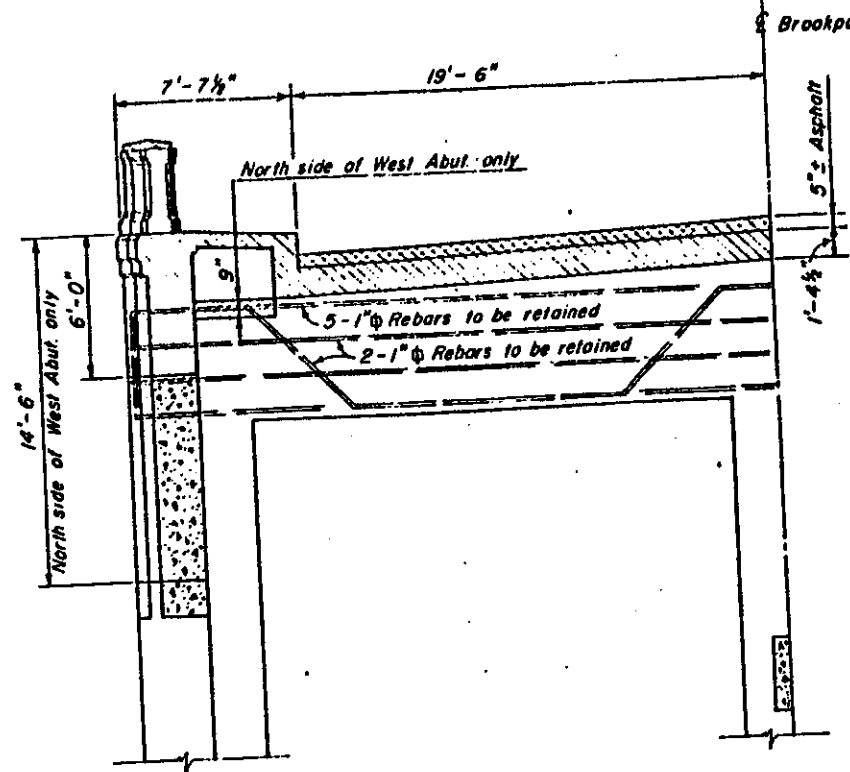 ℄ Brookpa
7'-7½"
19'-6"
5"± Asphalt
North side of West Abut. only
9"
6'-0"
1'-4½"
5-1"ϕ Rebars to be retained
2-1"ϕ Rebars to be retained
14'-6"
North side of West Abut. only